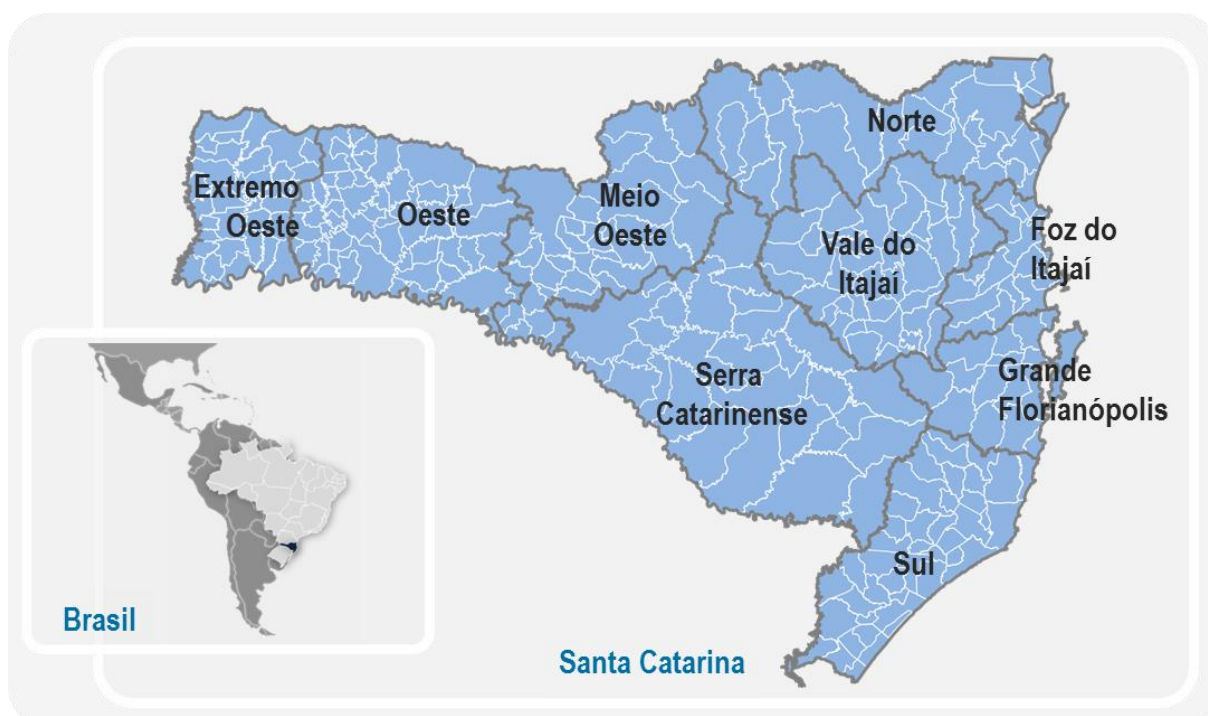 Norte
Extremo
Oeste
Oeste
Meio
Oeste
Vale do
Itajaí
Foz do
Itajaí
Serra
Catarinense
Grande
Florianópolis
Sul
Brasil
Santa Catarina